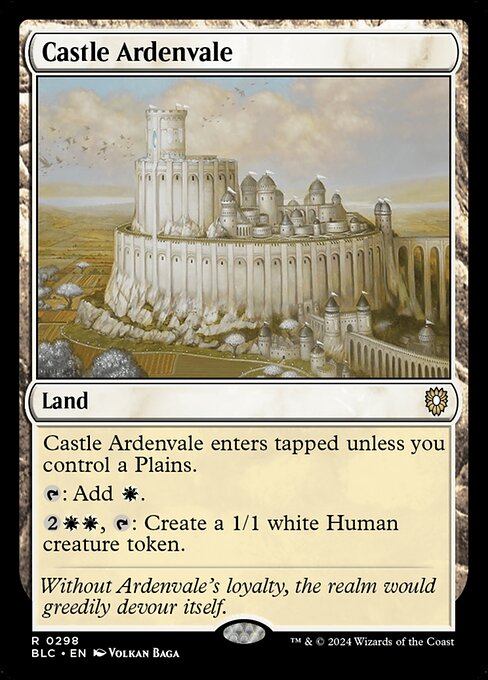 Castle Ardenvale
Land
Castle Ardenvale enters tapped unless you
control a Plains.
: Add .
2, : Create a 1/1 white Human
creature token.
Without Ardenvale's loyalty, the realm would
greedily devour itself.
R 0298
BLC • EN Volkan Baga
™ & © 2024 Wizards of the Coast